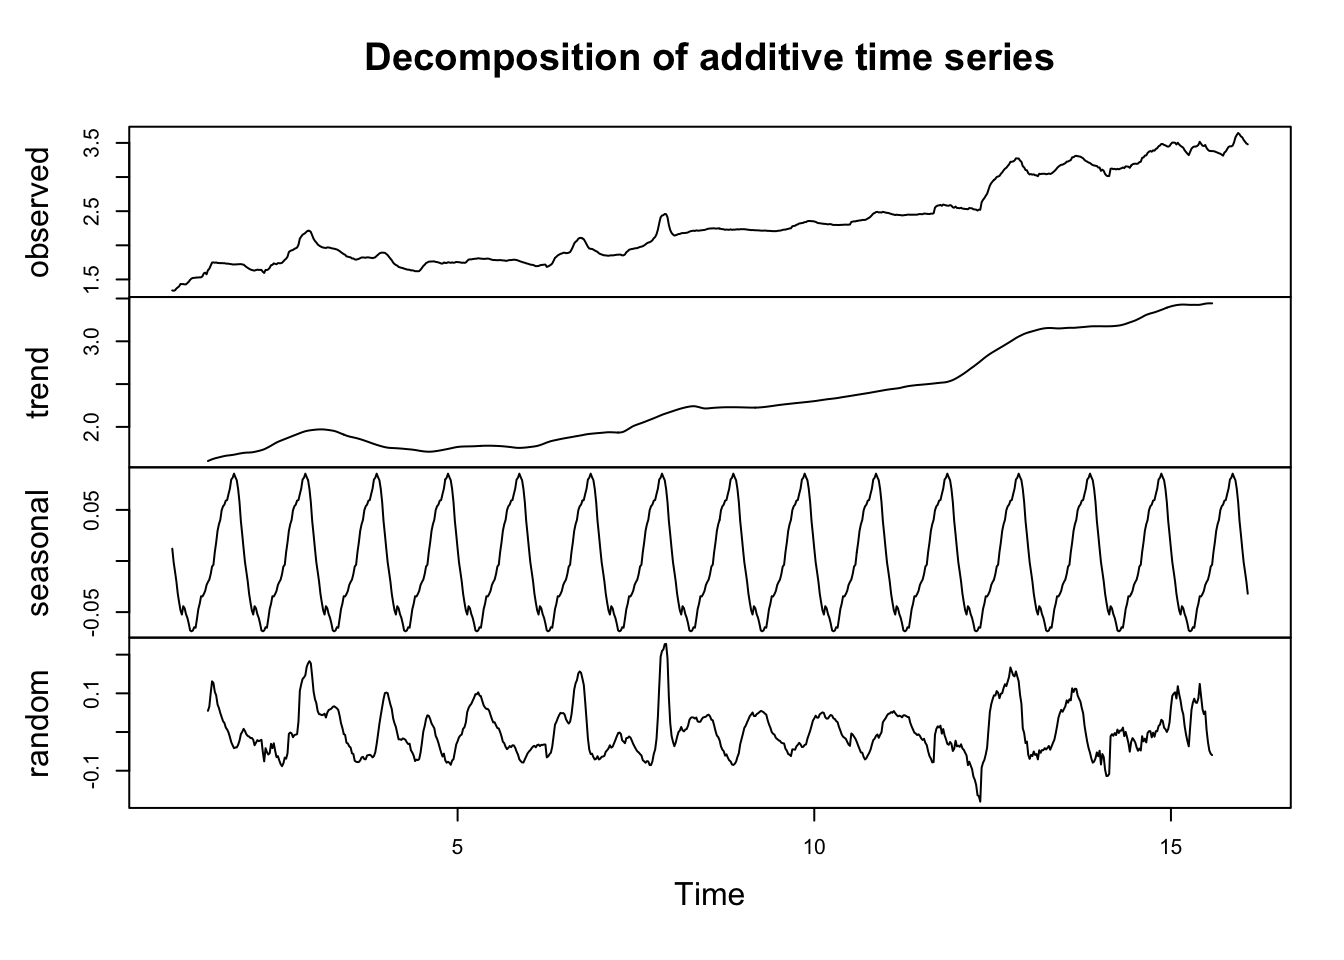 Decomposition of additive time series
observed
1.5 2.5 3.5
trend
2.0 3.0
seasonal
-0.05 0.05
random
-0.1 0.1
5 10 15
Time